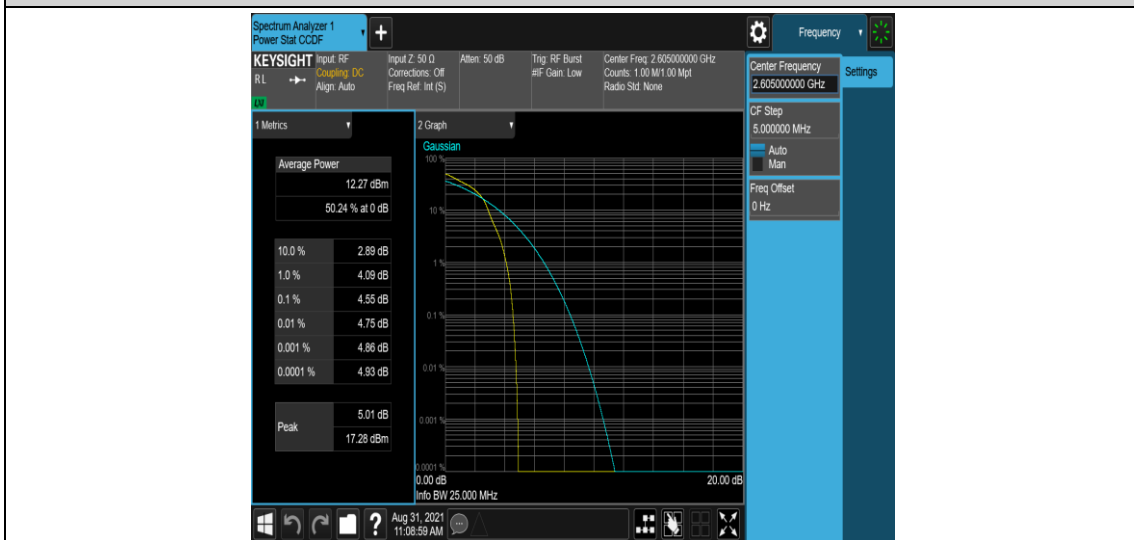 Spectrum Analyzer 1
Power Stat CCDF
+
Frequency
KEYSIGHT
RL
Input: RF
Coupling: DC
Align: Auto
Input Z: 50 Ω
Corrections: Off
Freq Ref: Int (S)
Atten: 50 dB
Trig: RF Burst
#IF Gain: Low
Center Freq: 2.605000000 GHz
Counts: 1.00 M/1.00 Mpt
Radio Std: None
Center Frequency
2.605000000 GHz
Settings
CF Step
5.000000 MHz
Auto
Man
Freq Offset
0 Hz
1 Metrics
Average Power
12.27 dBm
50.24 % at 0 dB
10.0 % 2.89 dB
1.0 % 4.09 dB
0.1 % 4.55 dB
0.01 % 4.75 dB
0.001 % 4.86 dB
0.0001 % 4.93 dB
Peak
5.01 dB
17.28 dBm
2 Graph
Gaussian
100 %
10 %
1 %
0.1 %
0.01 %
0.001 %
0.0001 %
0.00 dB 20.00 dB
Info BW 25.000 MHz
?
Aug 31, 2021
11:08:59 AM